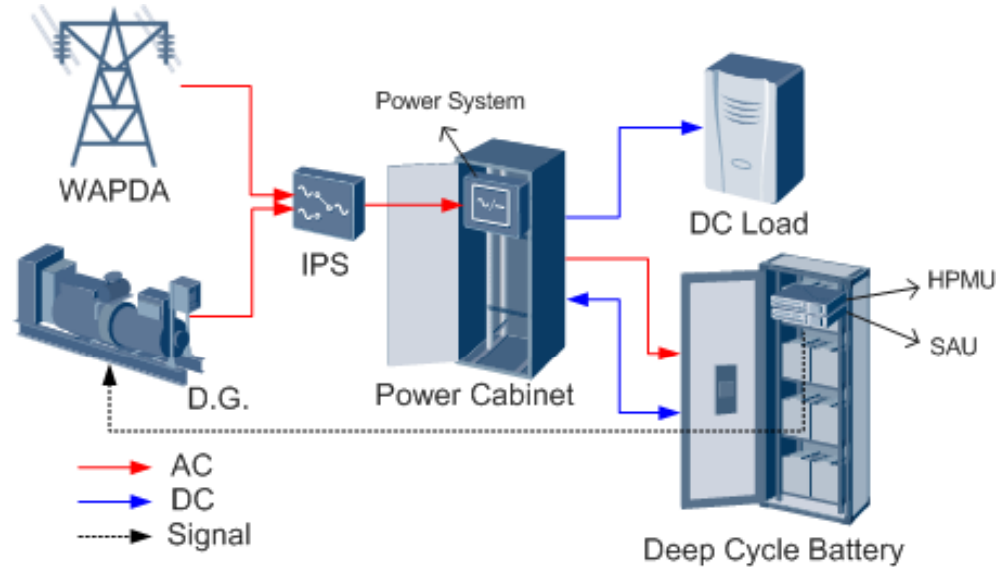 Power System
WAPDA
IPS
DC Load
HPMU
SAU
D.G.
Power Cabinet
AC
DC
Signal
Deep Cycle Battery